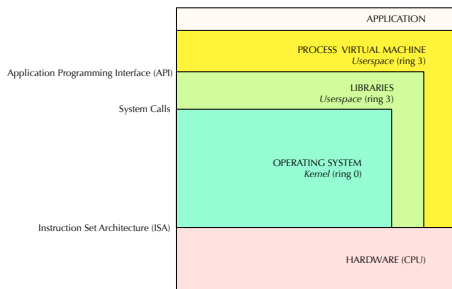 APPLICATION
PROCESS VIRTUAL MACHINE
Userspace (ring 3)
Application Programming Interface (API)
LIBRARIES
Userspace (ring 3)
System Calls
OPERATING SYSTEM
Kernel (ring 0)
Instruction Set Architecture (ISA)
HARDWARE (CPU)